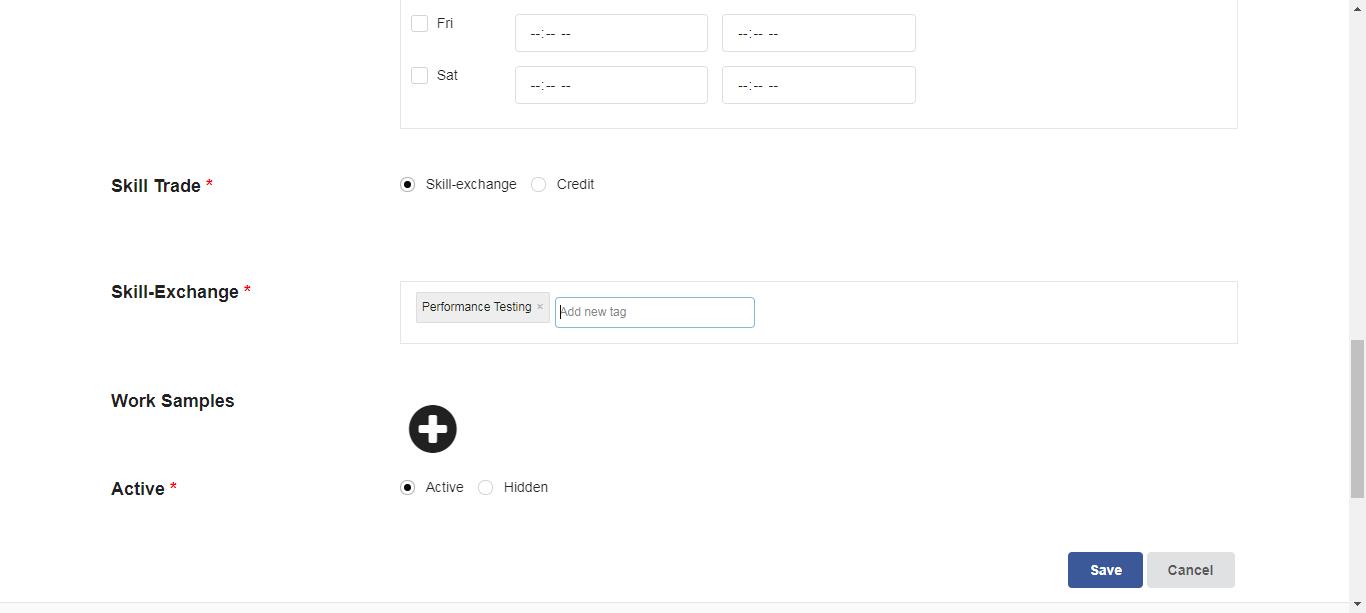 Fri --:-- -- --:-- --
Sat --:-- -- --:-- --
Skill Trade * Skill-exchange Credit
Skill-Exchange * Performance Testing × Add new tag
Work Samples
Active * Active Hidden
Save Cancel